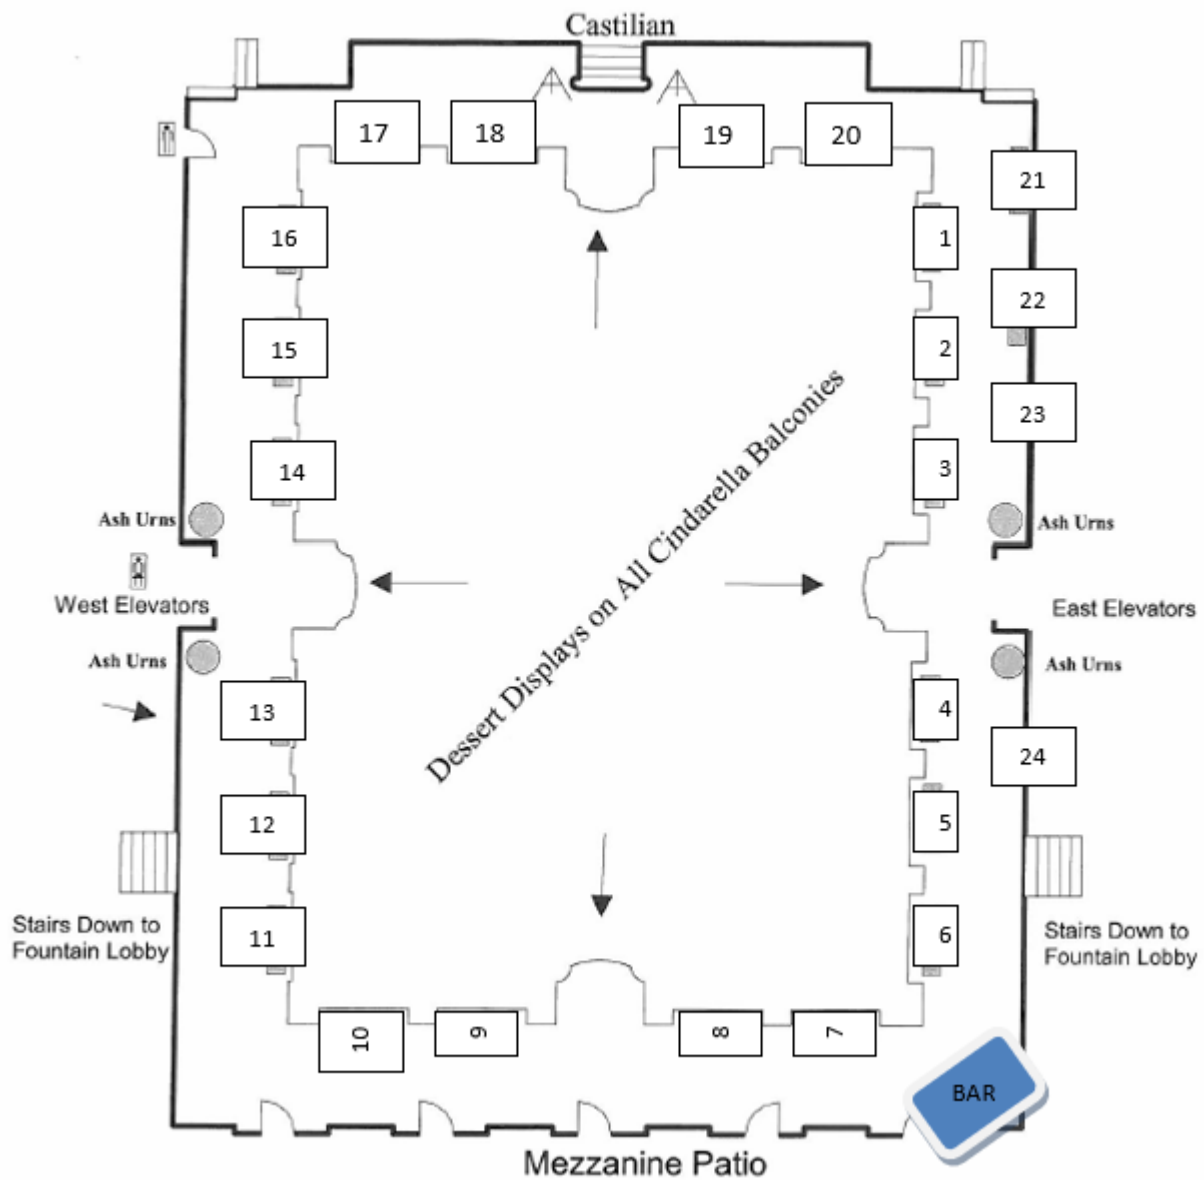 Castilian
17
18
19
20
21
16
1
22
15
2
23
14
3
Ash Urns
Ash Urns
West Elevators
East Elevators
Ash Urns
Ash Urns
Dessert Displays on All Cindarella Balconies
13
4
24
12
5
11
6
Stairs Down to
Fountain Lobby
Stairs Down to
Fountain Lobby
10
9
8
7
BAR
Mezzanine Patio